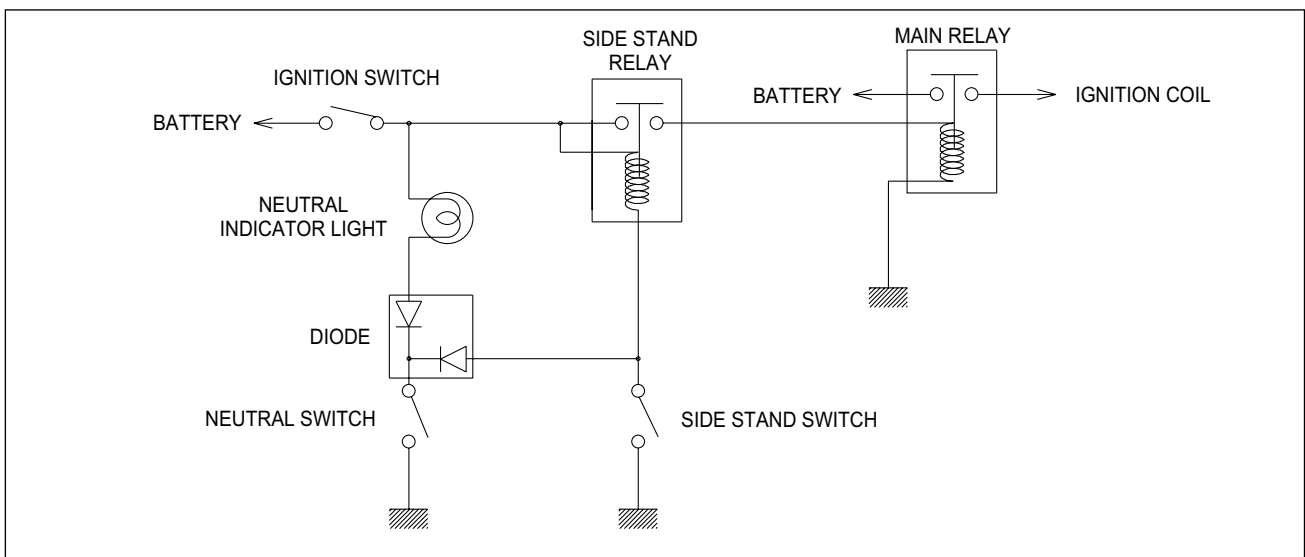 SIDE STAND
RELAY
MAIN RELAY
IGNITION SWITCH
BATTERY
BATTERY
IGNITION COIL
NEUTRAL
INDICATOR LIGHT
DIODE
NEUTRAL SWITCH
SIDE STAND SWITCH